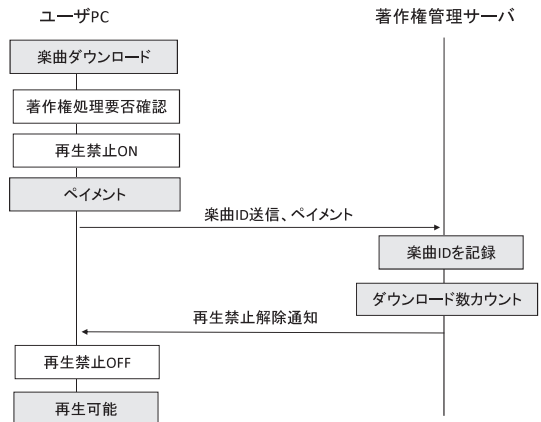 ユーザPC
著作権管理サーバ
楽曲ダウンロード
著作権処理要否確認
再生禁止ON
ペイメント
楽曲ID送信、ペイメント
楽曲IDを記録
ダウンロード数カウント
再生禁止解除通知
再生禁止OFF
再生可能